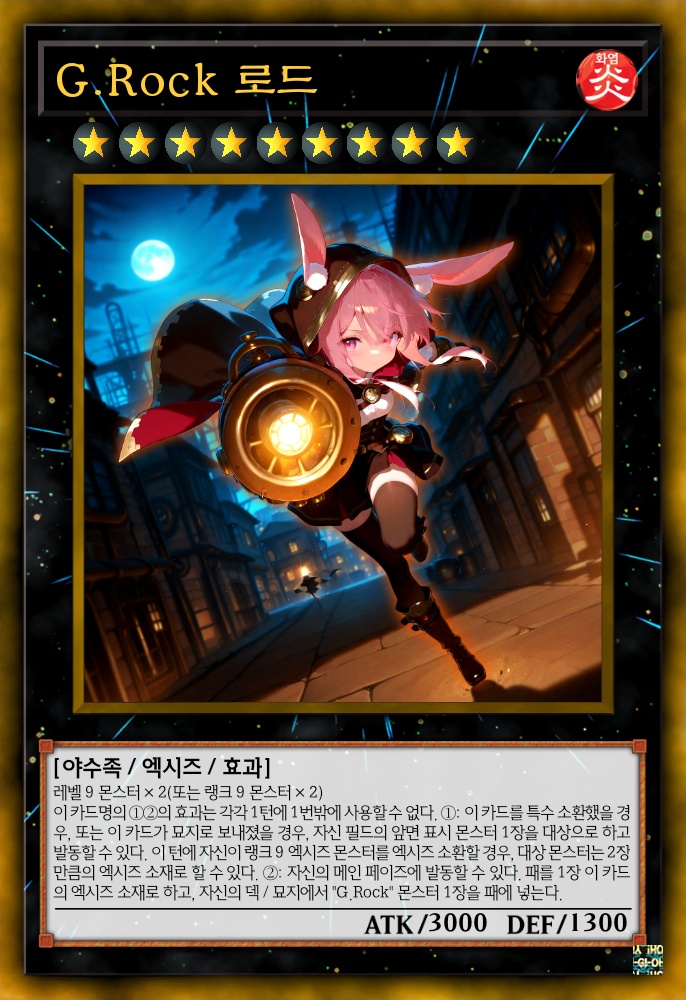 G.Rock 로드
화염
炎
[야수족 / 엑시즈 / 효과]
레벨 9 몬스터 × 2(또는 랭크 9 몬스터 × 2)
이 카드명의 ①②의 효과는 각각 1턴에 1번밖에 사용할 수 없다. ①: 이 카드를 특수 소환했을 경
우, 또는 이 카드가 묘지로 보내졌을 경우, 자신 필드의 앞면 표시 몬스터 1장을 대상으로 하고
발동할 수 있다. 이 턴에 자신이 랭크 9 엑시즈 몬스터를 엑시즈 소환할 경우, 대상 몬스터는 2장
만큼의 엑시즈 소재로 할 수 있다. ②: 자신의 메인 페이즈에 발동할 수 있다. 패를 1장 이 카드
의 엑시즈 소재로 하고, 자신의 덱 / 묘지에서 "G.Rock" 몬스터 1장을 패에 넣는다.
ATK/3000 DEF/1300